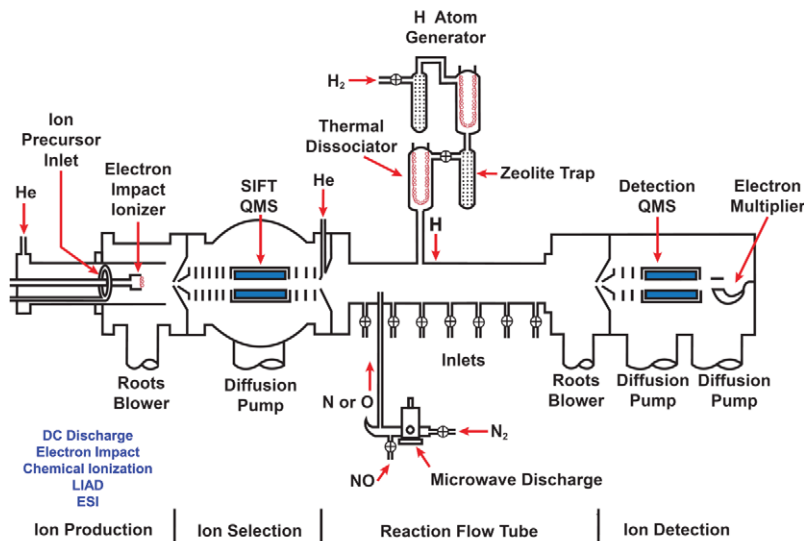 H Atom
Generator
H2
Ion
Precursor
Inlet
Thermal
Dissociator
Electron
Impact
Ionizer
Zeolite Trap
He
SIFT
QMS
He
Detection
QMS
Electron
Multiplier
H
Roots
Blower
Diffusion
Pump
Inlets
Roots
Blower
Diffusion
Pump
Diffusion
Pump
N or O
N2
NO
Microwave Discharge
DC Discharge
Electron Impact
Chemical Ionization
LIAD
ESI
Ion Production
Ion Selection
Reaction Flow Tube
Ion Detection